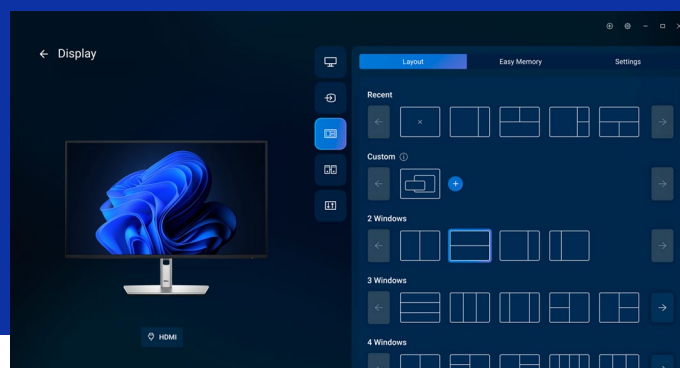 Display
Layout
Easy Memory
Settings
Recent
Custom
2 Windows
3 Windows
4 Windows
HDMI